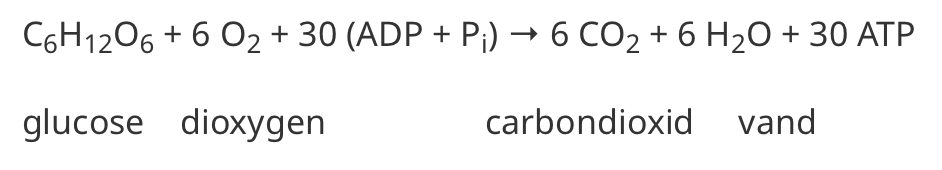 C₆H₁₂O₆ + 6 O₂ + 30 (ADP + Pᵢ) → 6 CO₂ + 6 H₂O + 30 ATP
glucose dioxygen carbondioxid vand